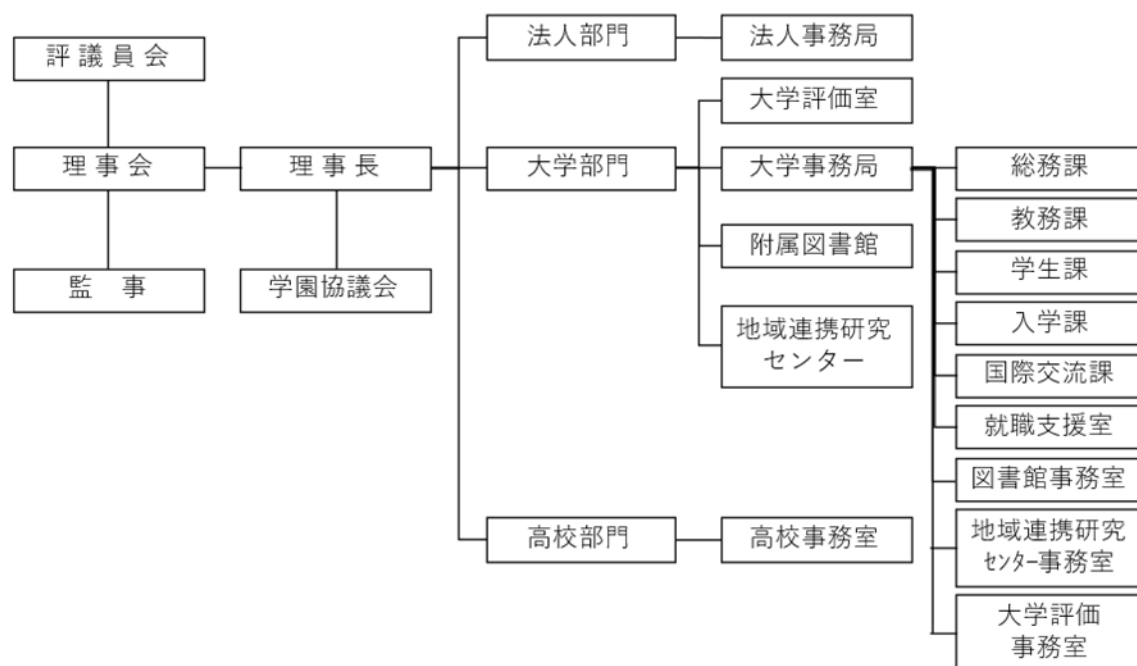 評議員会
理事会
監　事
理事長
学園協議会
法人部門
法人事務局
大学部門
大学評価室
大学事務局
附属図書館
地域連携研究
センター
高校部門
高校事務室
総務課
教務課
学生課
入学課
国際交流課
就職支援室
図書館事務室
地域連携研究
ｾﾝﾀｰ事務室
大学評価
事務室